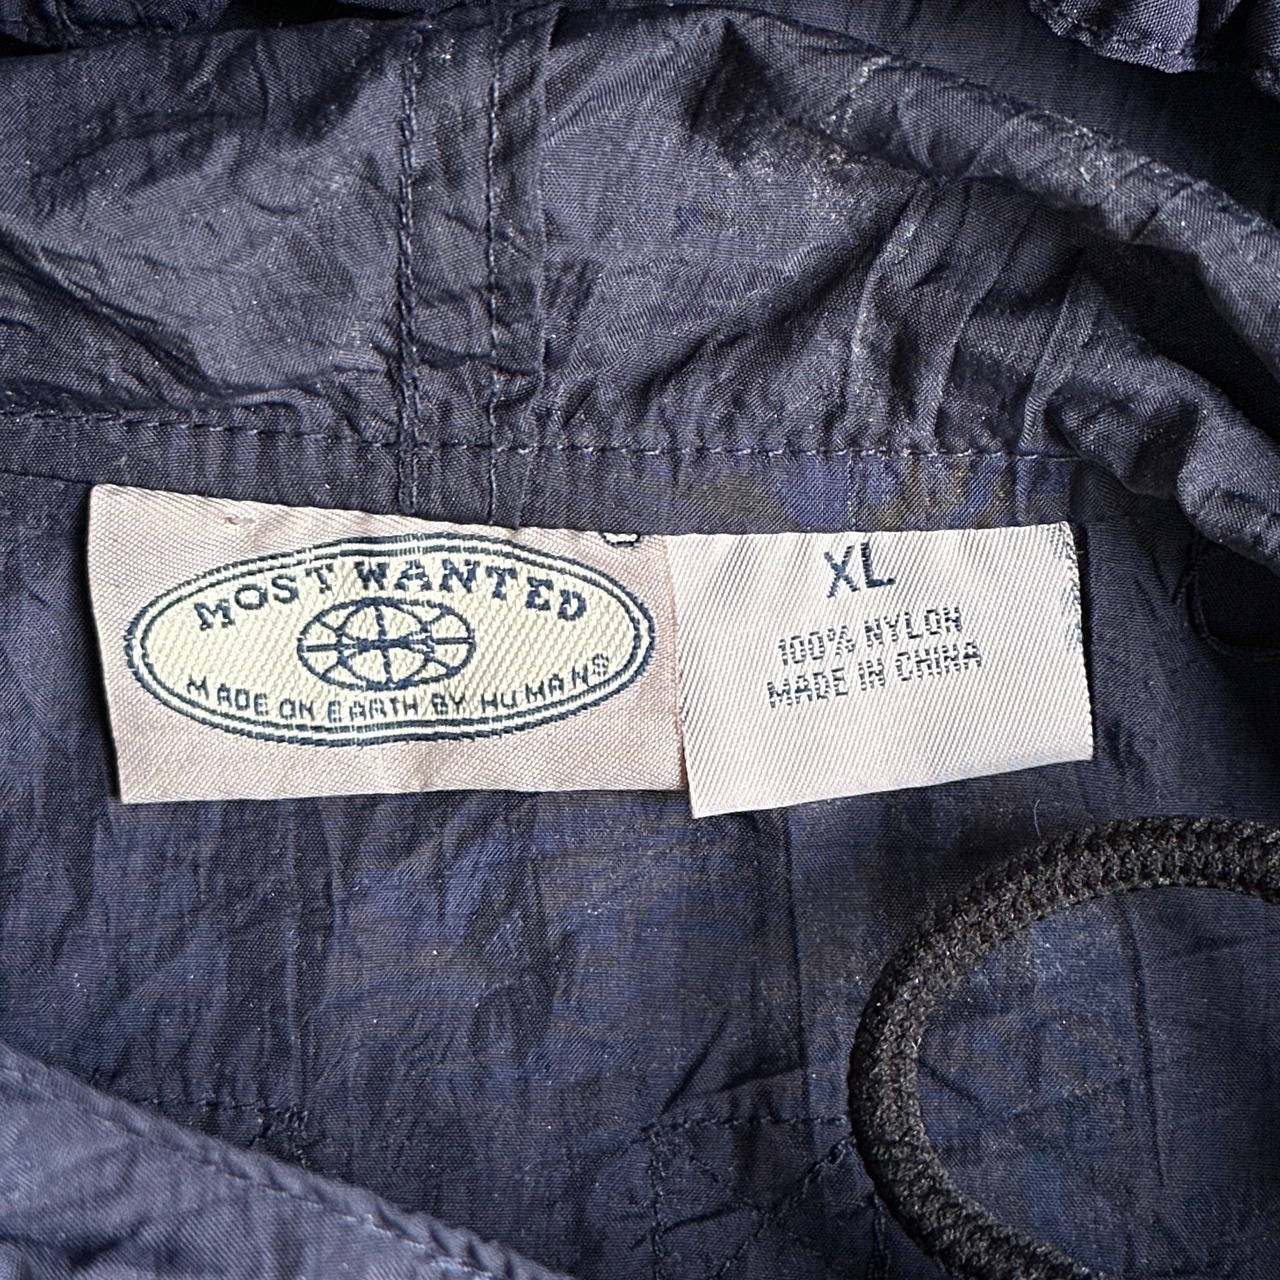 MOST WANTED
MADE ON EARTH BY HUMANS
XL
100% NYLON
MADE IN CHINA